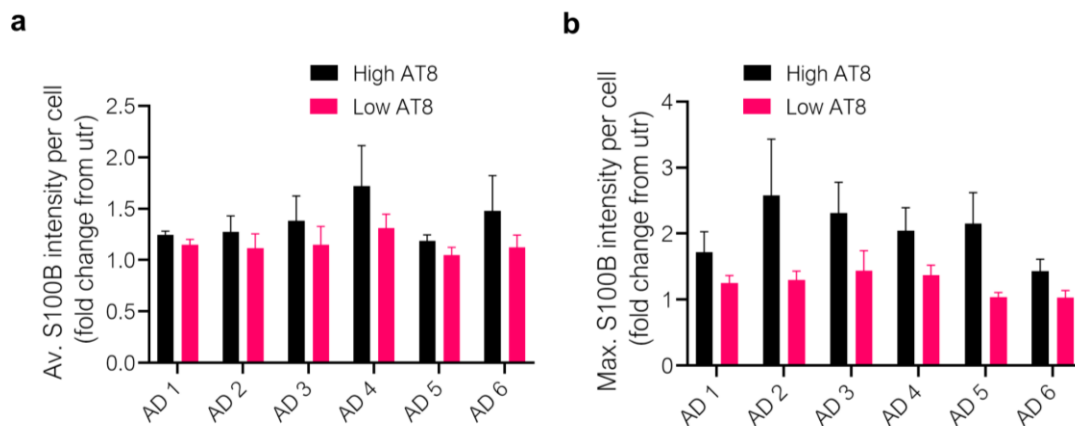 a
High AT8
Low AT8
Av. S100B intensity per cell
(fold change from utr)
2.5
2.0
1.5
1.0
0.5
0.0
AD 1
AD 2
AD 3
AD 4
AD 5
AD 6
b
High AT8
Low AT8
Max. S100B intensity per cell
(fold change from utr)
4
3
2
1
0
AD 1
AD 2
AD 3
AD 4
AD 5
AD 6